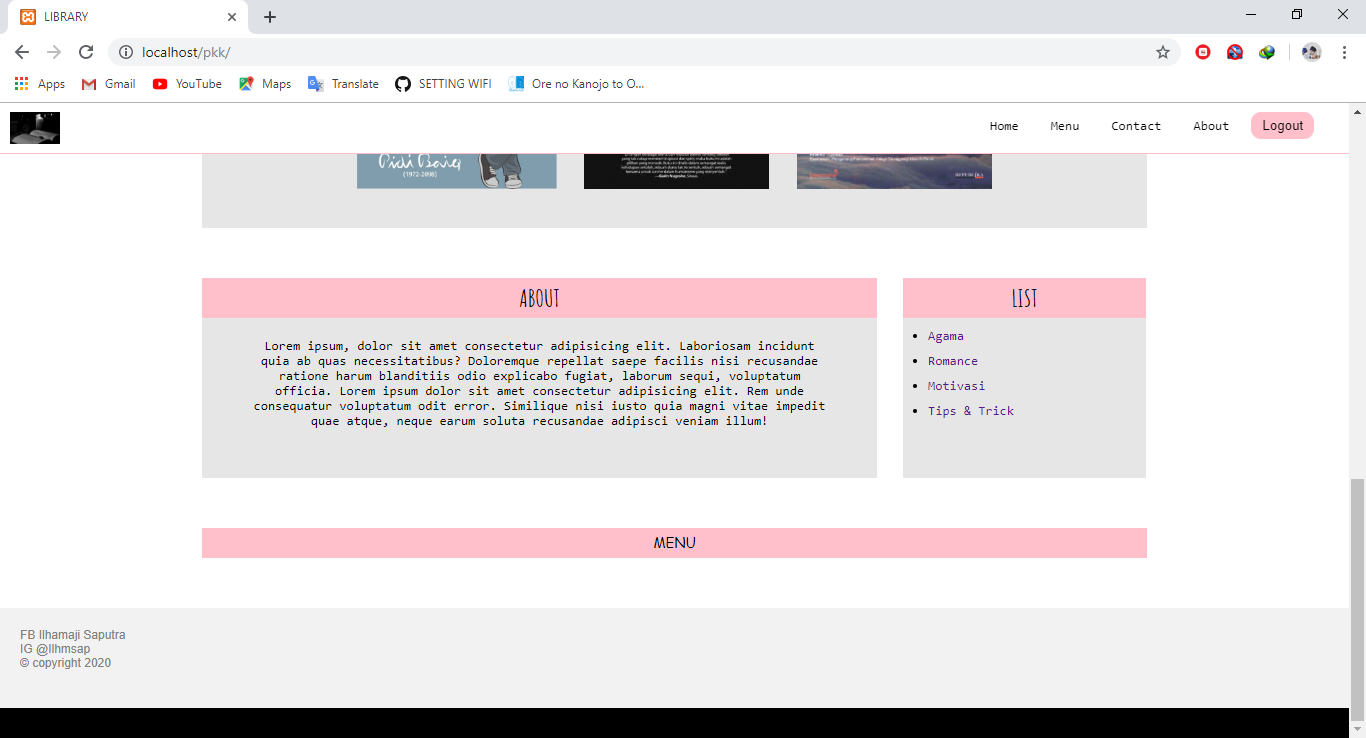 LIBRARY
localhost/pkk/
Apps Gmail YouTube Maps Translate SETTING WIFI Ore no Kanojo to O...
Home Menu Contact About Logout
Pidi Baiq
(1972-2098)
ABOUT
Lorem ipsum, dolor sit amet consectetur adipisicing elit. Laboriosam incidunt
quia ab quas necessitatibus? Doloremque repellat saepe facilis nisi recusandae
ratione harum blanditiis odio explicabo fugiat, laborum sequi, voluptatum
officia. Lorem ipsum dolor sit amet consectetur adipisicing elit. Rem unde
consequatur voluptatum odit error. Similique nisi iusto quia magni vitae impedit
quae atque, neque earum soluta recusandae adipisci veniam illum!
LIST
Agama
Romance
Motivasi
Tips & Trick
MENU
FB Ilhamaji Saputra
IG @Ilhmsap
© copyright 2020